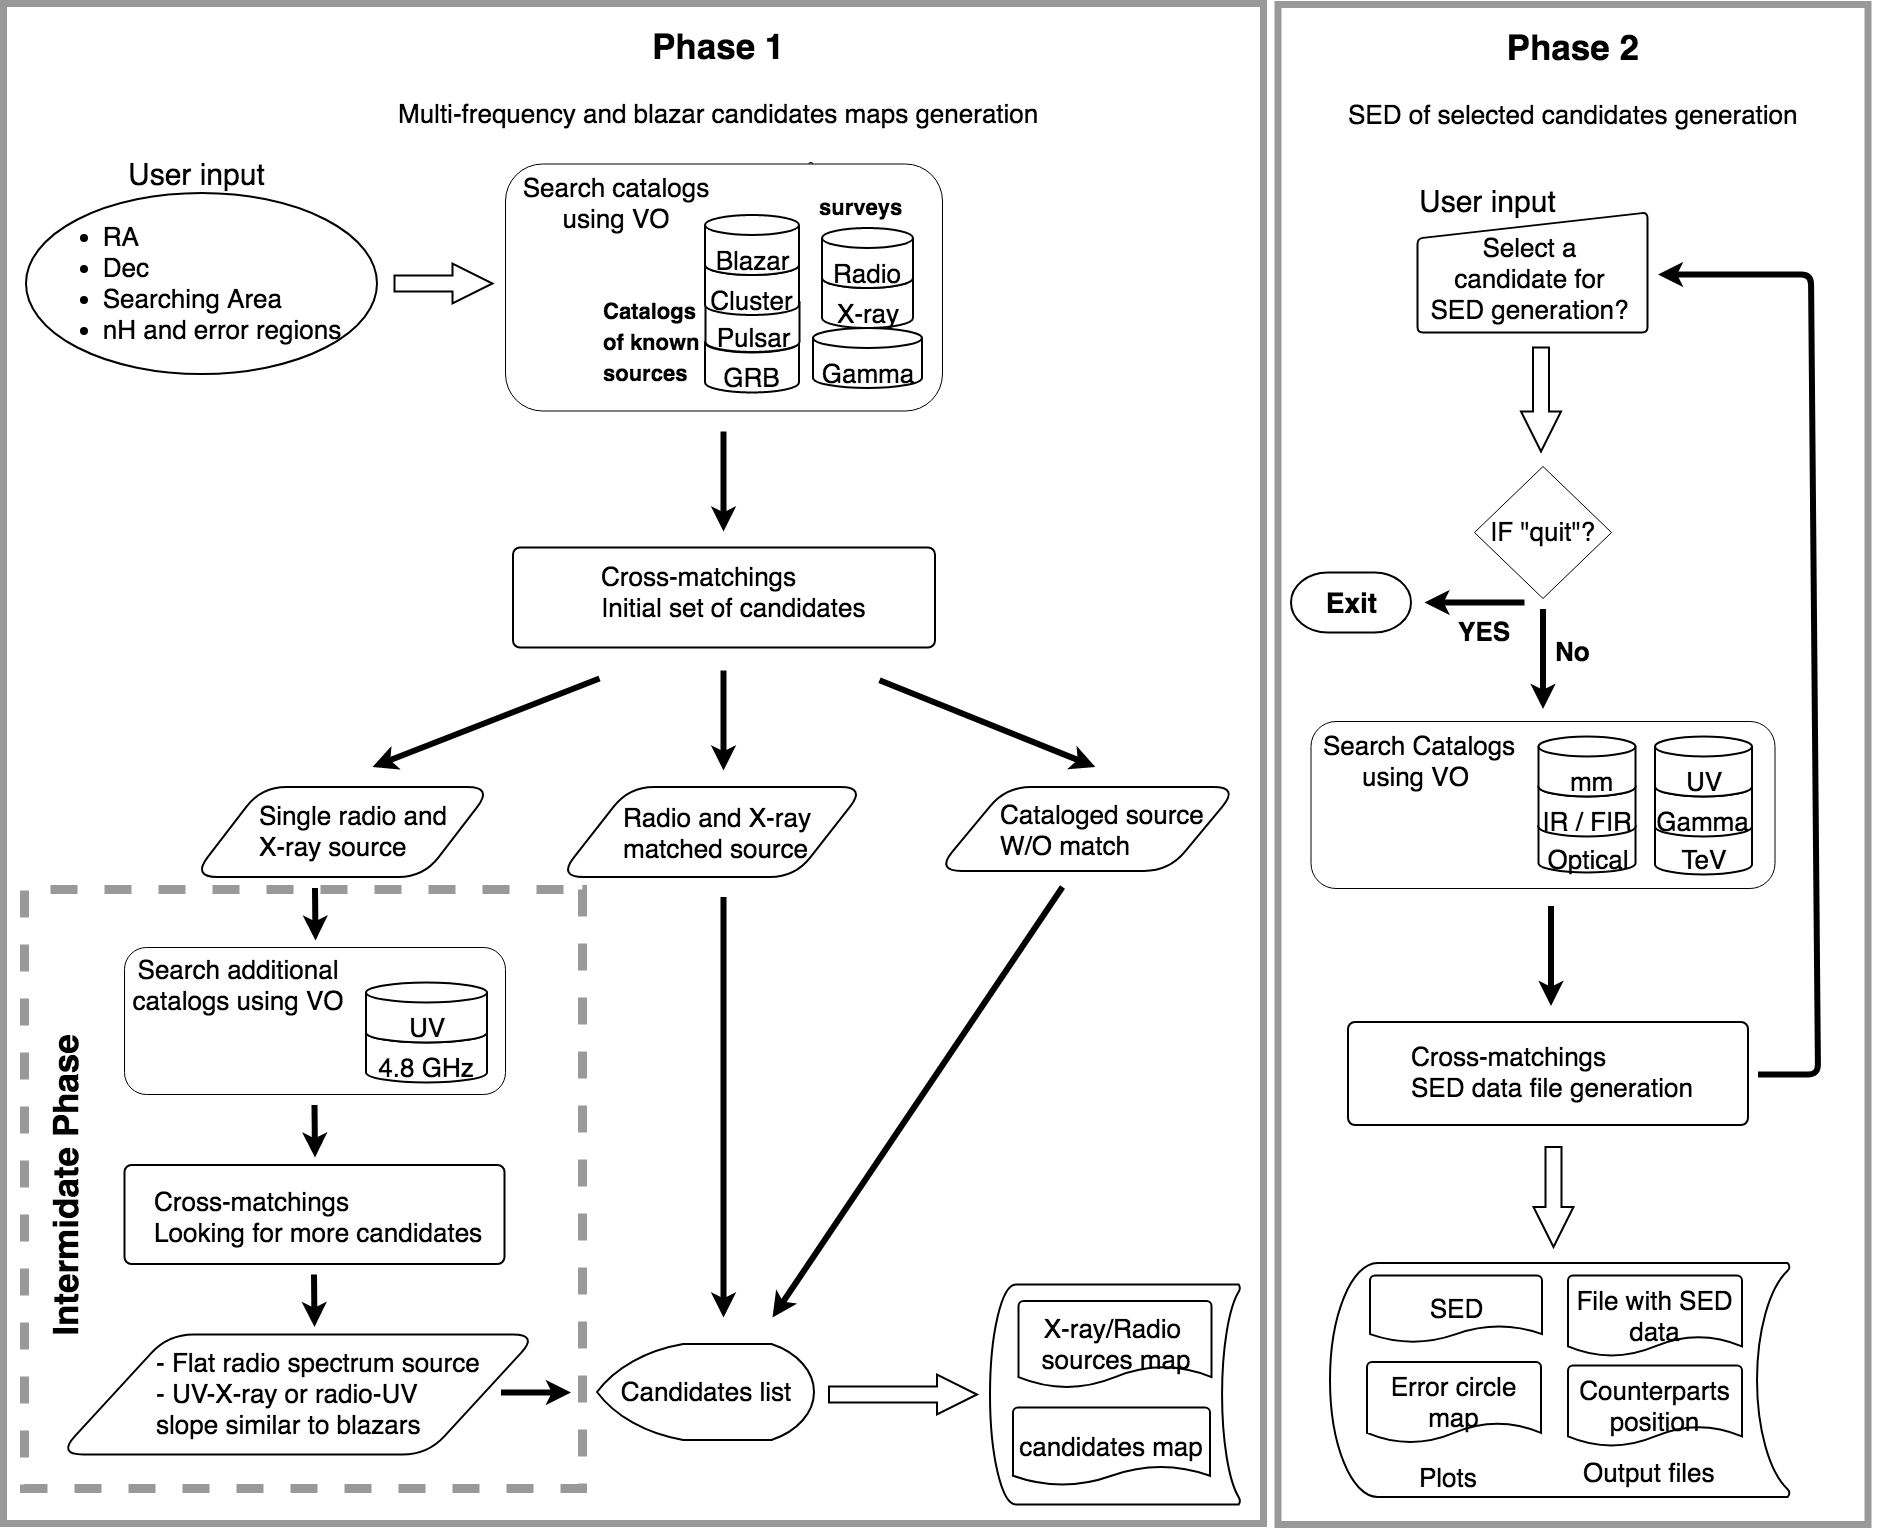 Phase 1
Multi-frequency and blazar candidates maps generation
User input
• RA
• Dec
• Searching Area
• nH and error regions
Search catalogs
using VO
Catalogs
of known
sources
Blazar
Cluster
Pulsar
GRB
surveys
Radio
X-ray
Gamma
Cross-matchings
Initial set of candidates
Single radio and
X-ray source
Radio and X-ray
matched source
Cataloged source
W/O match
Intermidate Phase
Search additional
catalogs using VO
UV
4.8 GHz
Cross-matchings
Looking for more candidates
- Flat radio spectrum source
- UV-X-ray or radio-UV
slope similar to blazars
Candidates list
X-ray/Radio
sources map
candidates map
Phase 2
SED of selected candidates generation
User input
Select a
candidate for
SED generation?
IF "quit"?
Exit
YES
No
Search Catalogs
using VO
mm
IR / FIR
Optical
UV
Gamma
TeV
Cross-matchings
SED data file generation
SED
File with SED
data
Error circle
map
Counterparts
position
Plots
Output files